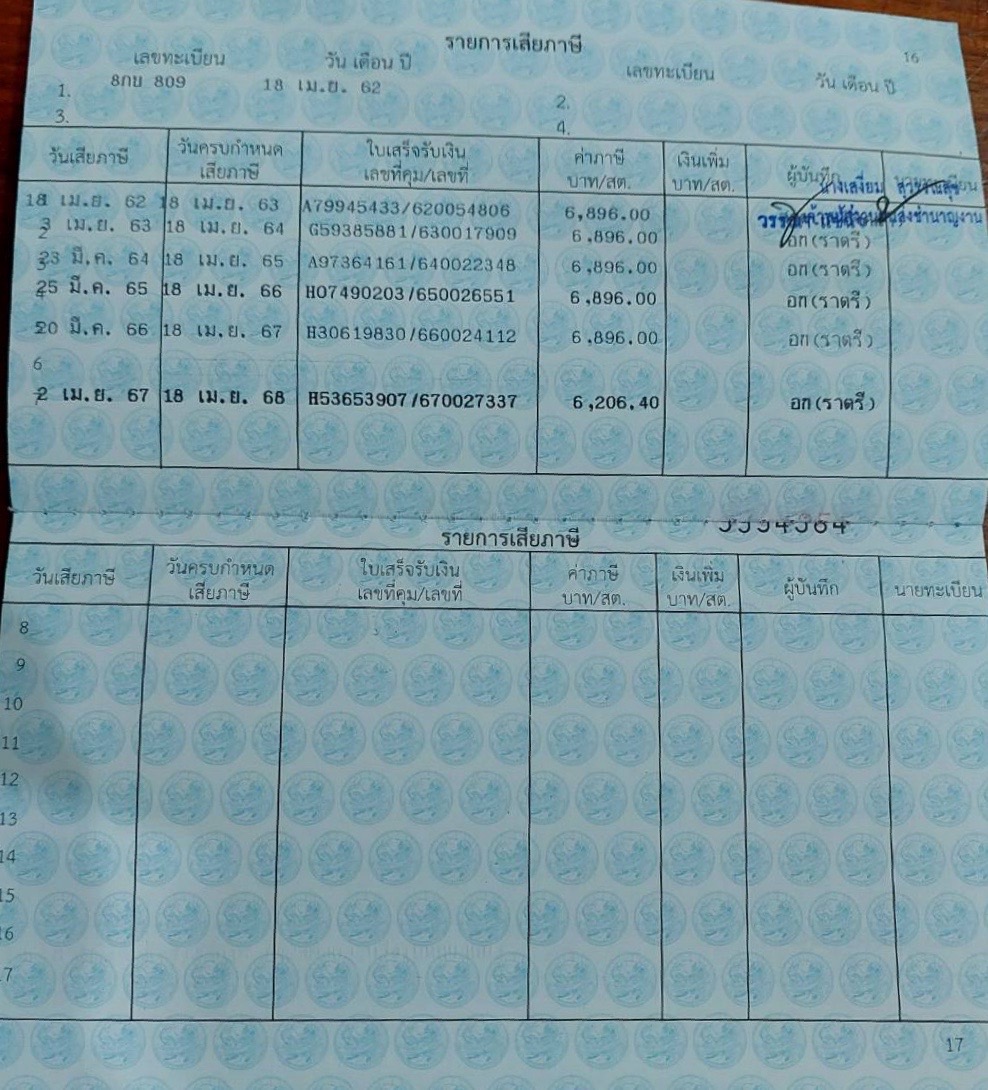 รายการเสียภาษี
16
เลขทะเบียน วัน เดือน ปี เลขทะเบียน วัน เดือน ปี
1. 8กย 809 18 เม.ย. 62 2.
3. 4.
วันเสียภาษี วันครบกำหนด ใบเสร็จรับเงิน ค่าภาษี เงินเพิ่ม ผู้บันทึก
เสียภาษี เลขที่คุม/เลขที่ บาท/สต. บาท/สต.
18 เม.ย. 62 18 เม.ย. 63 A79945433/620054806 6,896.00
3 เม.ย. 63 18 เม.ย. 64 G59385881/630017909 6,896.00 อก(ราตรี)
23 มี.ค. 64 18 เม.ย. 65 A97364161/640022348 6,896.00 อก(ราตรี)
25 มี.ค. 65 18 เม.ย. 66 H07490203/650026551 6,896.00 อก(ราตรี)
20 มี.ค. 66 18 เม.ย. 67 H30619830/660024112 6,896.00 อก(ราตรี)
6
2 เม.ย. 67 18 เม.ย. 68 H53653907/670027337 6,206.40 อก(ราตรี)
รายการเสียภาษี
วันเสียภาษี วันครบกำหนด ใบเสร็จรับเงิน ค่าภาษี เงินเพิ่ม ผู้บันทึก นายทะเบียน
เสียภาษี เลขที่คุม/เลขที่ บาท/สต. บาท/สต.
8
9
10
11
12
13
14
15
16
17
17